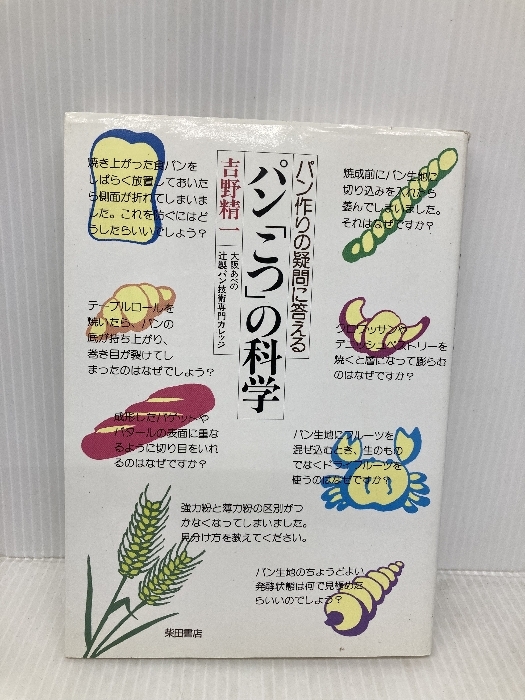 パン作りの疑問に答える
パン「こつ」の科学
吉野精一
大阪あべの
辻製パン技術専門カレッジ
焼き上がった食パンを
しばらく放置しておいた
ら側面が折れてしまいま
した。これを防ぐにはど
うしたらいいでしょう？
焼成前にパン生地に
切り込みを入れたら
萎んでしまいました。
それはなぜですか？
テーブルロールを
焼いたら、パンの
底が持ち上がり、
巻き目が裂けてし
まったのはなぜでしょう？
クロワッサンや
デニッシュペストリーを
焼くと層になって膨らむ
のはなぜですか？
成形したバゲットや
バタールの表面に重な
るように切り目をいれ
るのはなぜですか？
パン生地にフルーツを
混ぜ込むとき、生のもの
でなくドライフルーツを
使うのはなぜですか？
強力粉と薄力粉の区別がつ
かなくなってしまいました。
見分け方を教えてください。
パン生地のちょうどよい
発酵状態は何で見極めた
らいいのでしょう？
柴田書店